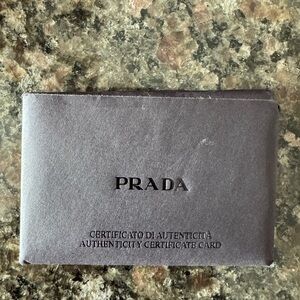 PRADA
CERTIFICATO DI AUTENTICITÀ
AUTHENTICITY CERTIFICATE CARD